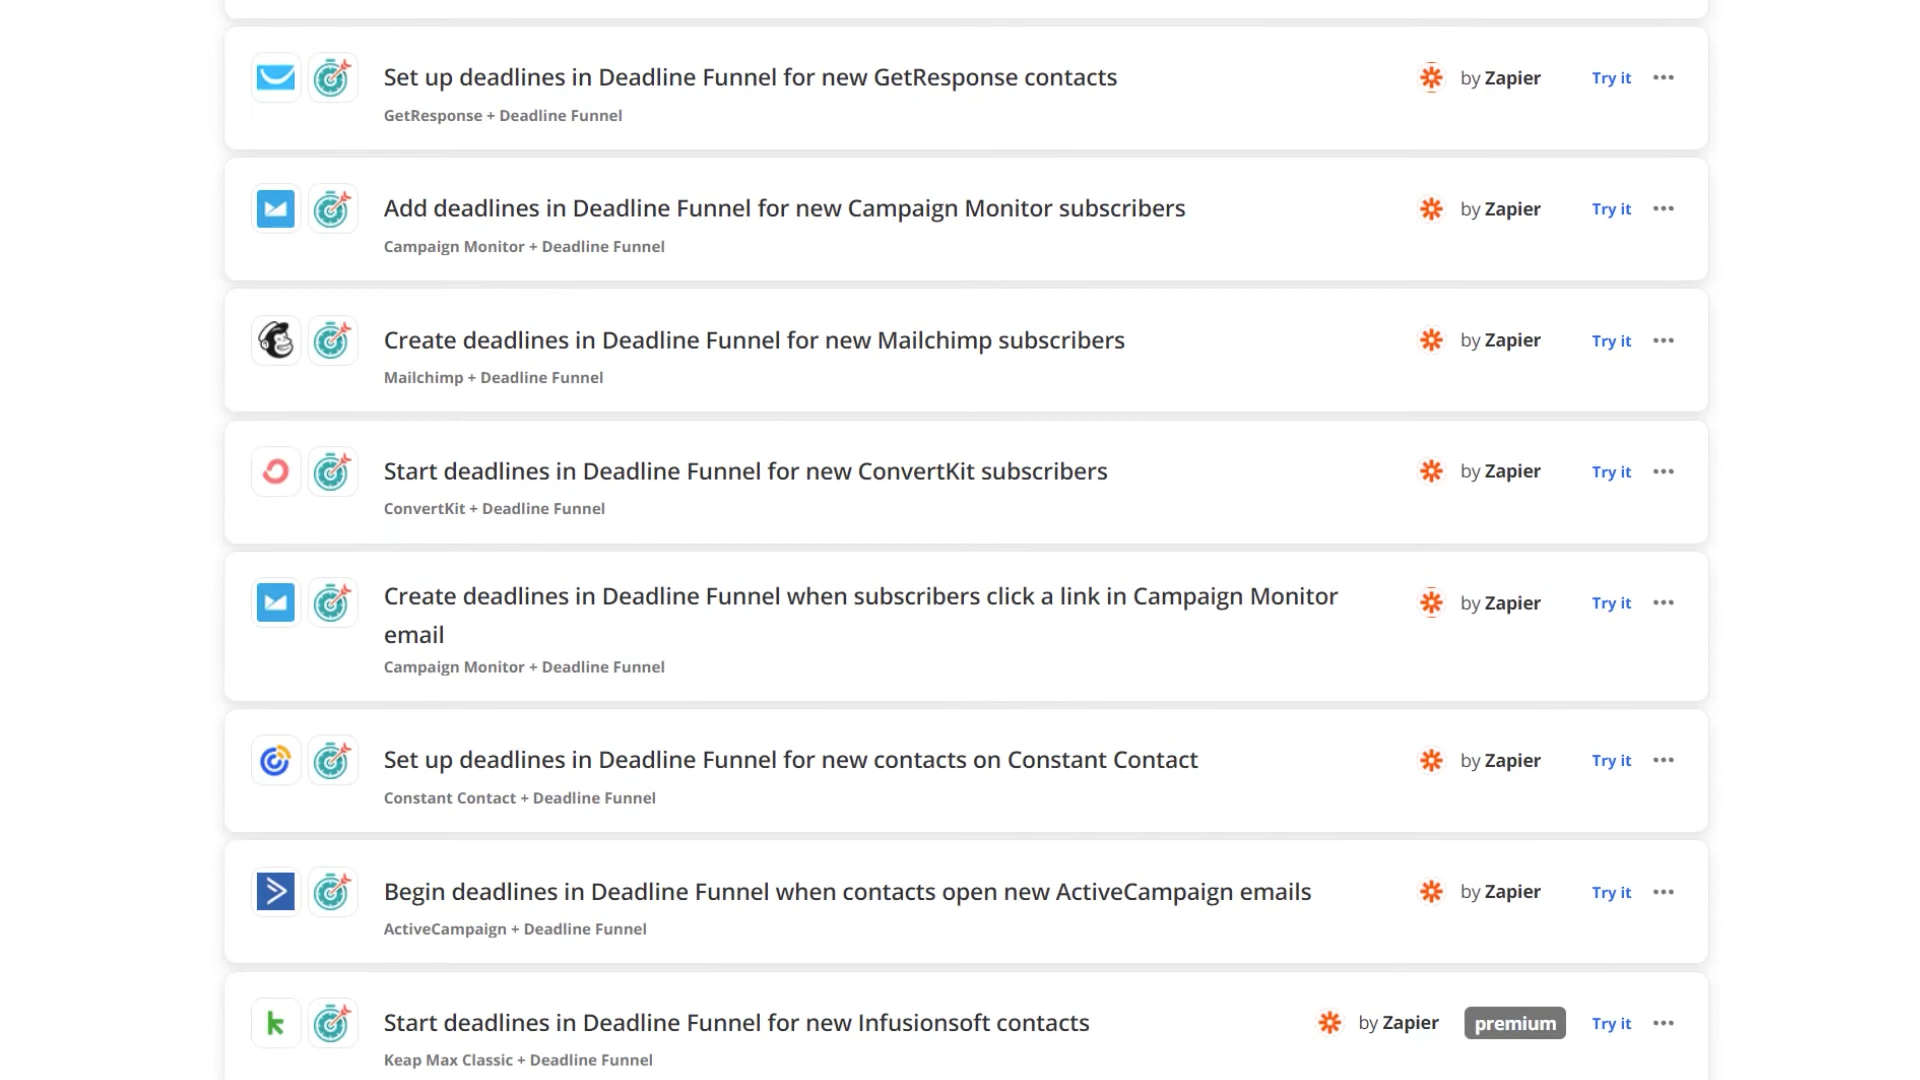 Set up deadlines in Deadline Funnel for new GetResponse contacts
by Zapier
Try it
GetResponse + Deadline Funnel
Add deadlines in Deadline Funnel for new Campaign Monitor subscribers
by Zapier
Try it
Campaign Monitor + Deadline Funnel
Create deadlines in Deadline Funnel for new Mailchimp subscribers
by Zapier
Try it
Mailchimp + Deadline Funnel
Start deadlines in Deadline Funnel for new ConvertKit subscribers
by Zapier
Try it
ConvertKit + Deadline Funnel
Create deadlines in Deadline Funnel when subscribers click a link in Campaign Monitor
email
by Zapier
Try it
Campaign Monitor + Deadline Funnel
Set up deadlines in Deadline Funnel for new contacts on Constant Contact
by Zapier
Try it
Constant Contact + Deadline Funnel
Begin deadlines in Deadline Funnel when contacts open new ActiveCampaign emails
by Zapier
Try it
ActiveCampaign + Deadline Funnel
Start deadlines in Deadline Funnel for new Infusionsoft contacts
by Zapier
premium
Try it
Keap Max Classic + Deadline Funnel